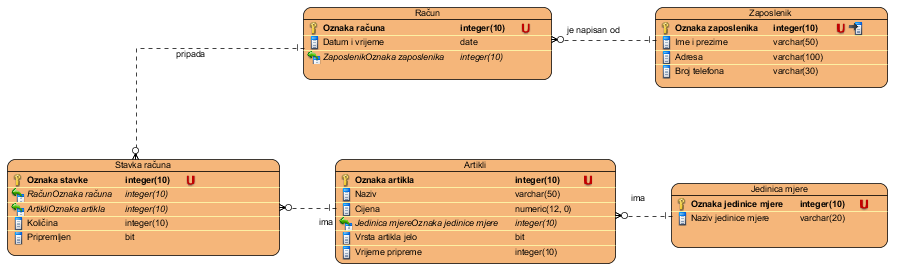 Račun
Oznaka računa integer(10) U
Datum i vrijeme date
ZaposlenikOznaka zaposlenika integer(10)
je napisan od
Zaposlenik
Oznaka zaposlenika integer(10) U
Ime i prezime varchar(50)
Adresa varchar(100)
Broj telefona varchar(30)
pripada
Stavka računa
Oznaka stavke integer(10) U
RačunOznaka računa integer(10)
ArtikliOznaka artikla integer(10)
Količina integer(10)
Pripremljen bit
ima
Artikli
Oznaka artikla integer(10) U
Naziv varchar(50)
Cijena numeric(12, 0)
Jedinica mjereOznaka jedinice mjere integer(10)
Vrsta artikla jelo bit
Vrijeme pripreme integer(10)
ima
Jedinica mjere
Oznaka jedinice mjere integer(10) U
Naziv jedinice mjere varchar(20)